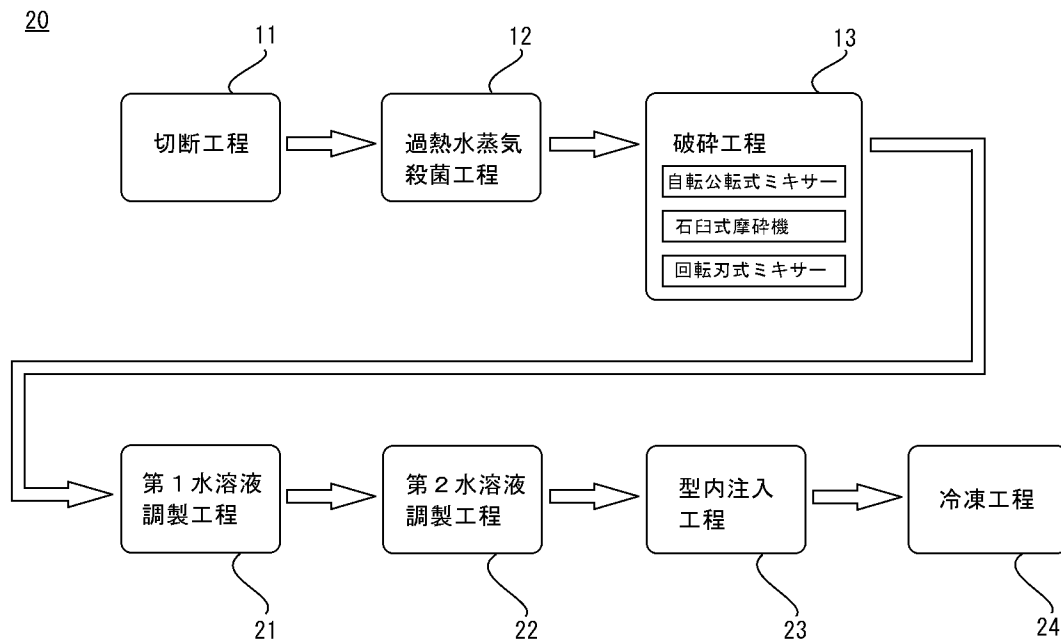 20
11
12
13
切断工程
過熱水蒸気
殺菌工程
破砕工程
自転公転式ミキサー
石臼式摩砕機
回転刃式ミキサー
第1水溶液
調製工程
第2水溶液
調製工程
型内注入
工程
冷凍工程
21
22
23
24